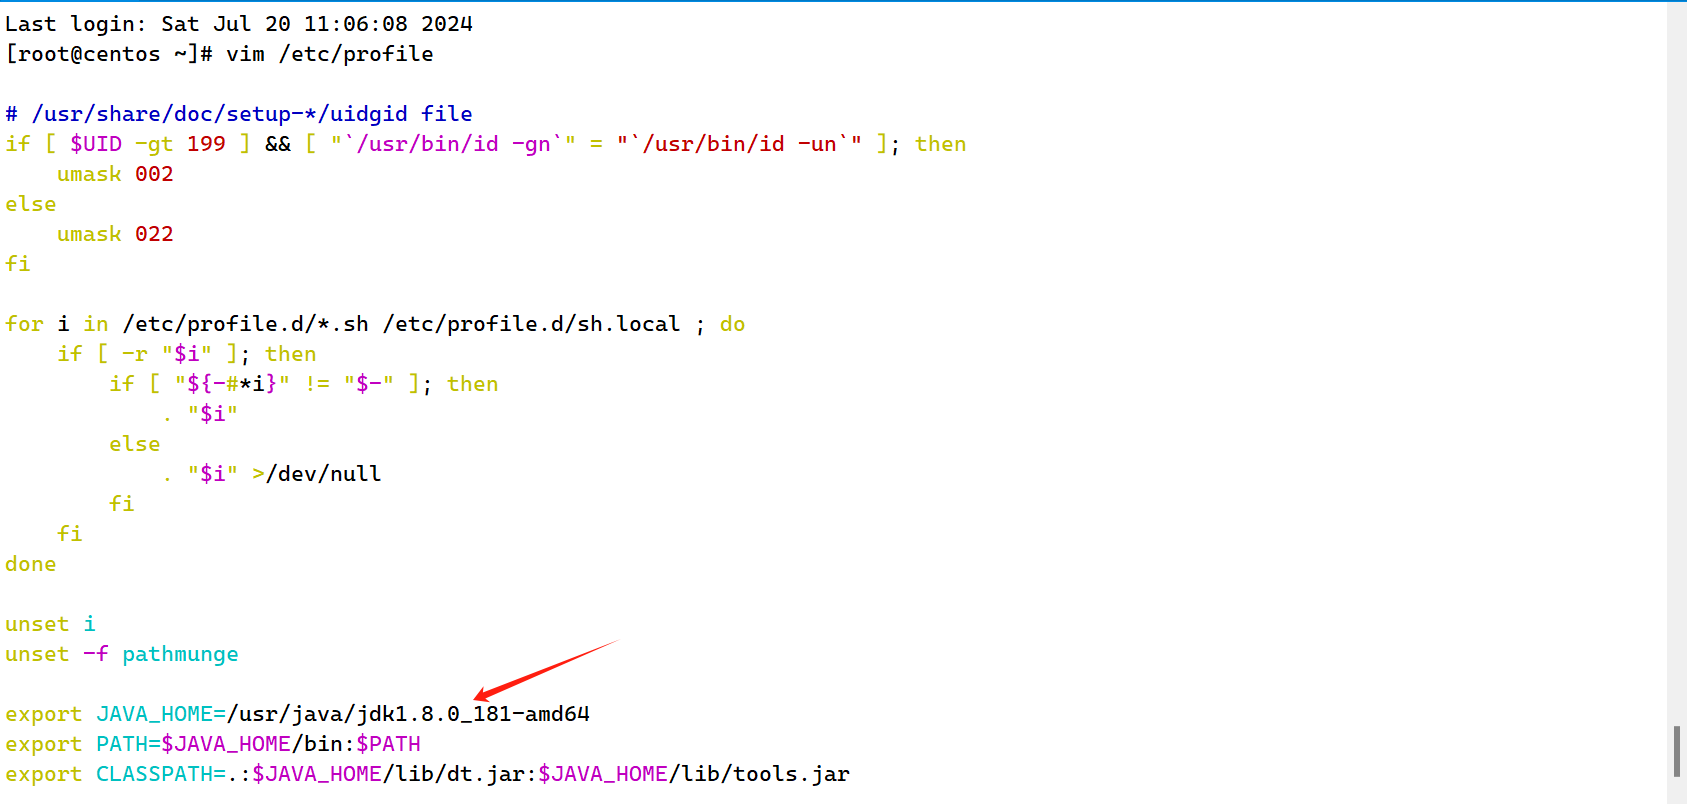 Last login: Sat Jul 20 11:06:08 2024
[root@centos ~]# vim /etc/profile
# /usr/share/doc/setup-*/uidgid file
if [ $UID -gt 199 ] && [ "`/usr/bin/id -gn`" = "`/usr/bin/id -un`" ]; then
    umask 002
else
    umask 022
fi
for i in /etc/profile.d/*.sh /etc/profile.d/sh.local ; do
    if [ -r "$i" ]; then
        if [ "${-#*i}" != "$-" ]; then
            . "$i"
        else
            . "$i" >/dev/null
        fi
    fi
done
unset i
unset -f pathmunge
export JAVA_HOME=/usr/java/jdk1.8.0_181-amd64
export PATH=$JAVA_HOME/bin:$PATH
export CLASSPATH=.:$JAVA_HOME/lib/dt.jar:$JAVA_HOME/lib/tools.jar